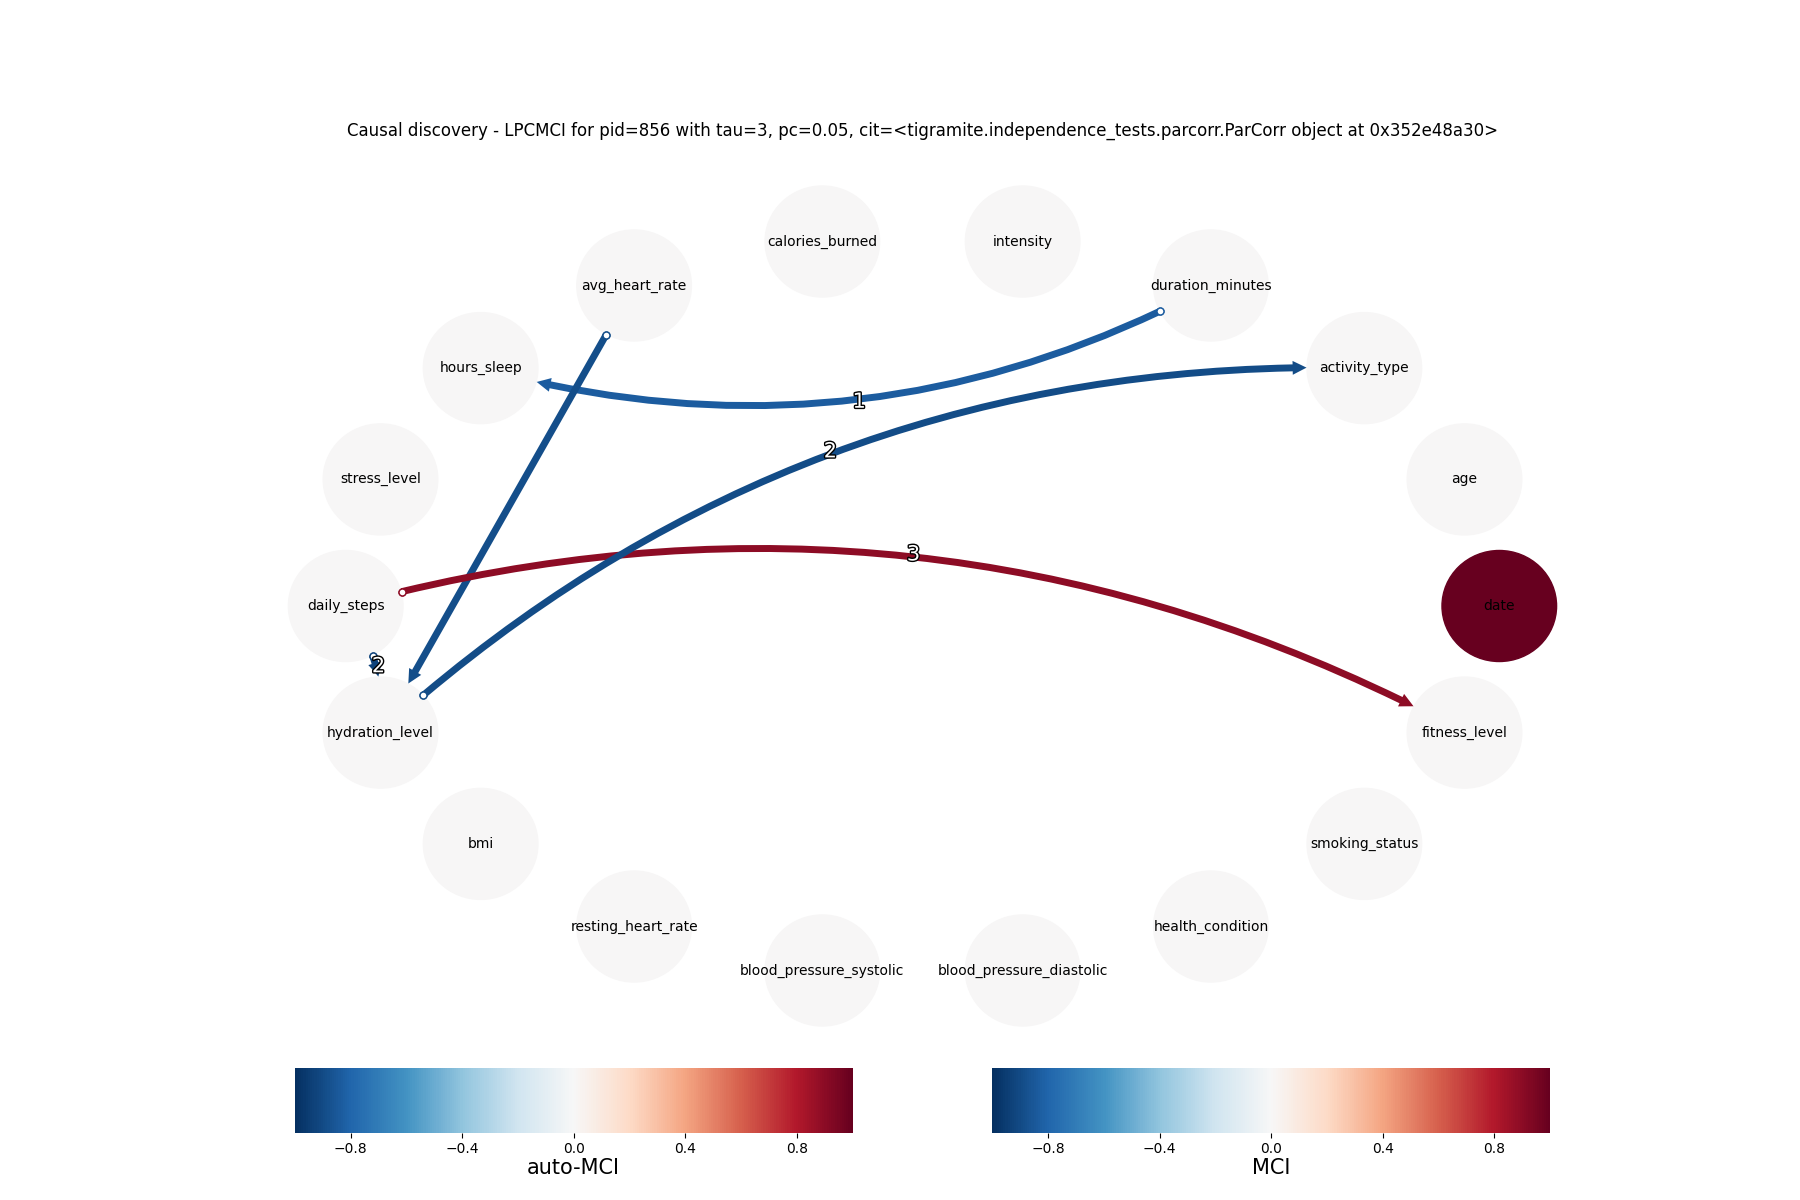 Causal discovery - LPCMCI for pid=856 with tau=3, pc=0.05, cit=<tigramite.independence_tests.parcorr.ParCorr object at 0x352e48a30>
calories_burned
intensity
avg_heart_rate
duration_minutes
hours_sleep
activity_type
1
2
stress_level
age
3
daily_steps
date
2
hydration_level
fitness_level
bmi
smoking_status
resting_heart_rate
health_condition
blood_pressure_systolic
blood_pressure_diastolic
−0.8 −0.4 0.0 0.4 0.8
auto-MCI
−0.8 −0.4 0.0 0.4 0.8
MCI